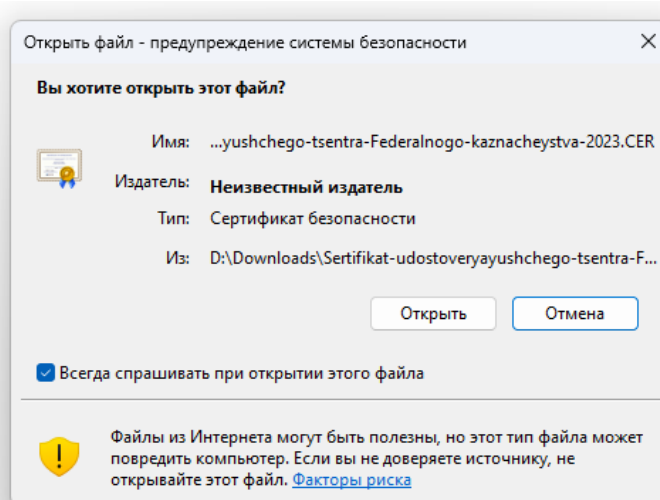 Открыть файл - предупреждение системы безопасности
Вы хотите открыть этот файл?
Имя: ...yushchego-tsentra-Federalnogo-kaznacheystva-2023.CER
Издатель: Неизвестный издатель
Тип: Сертификат безопасности
Из: D:\Downloads\Sertifikat-udostoveryayushchego-tsentra-F...
Открыть Отмена
Всегда спрашивать при открытии этого файла
Файлы из Интернета могут быть полезны, но этот тип файла может
повредить компьютер. Если вы не доверяете источнику, не
открывайте этот файл. Факторы риска